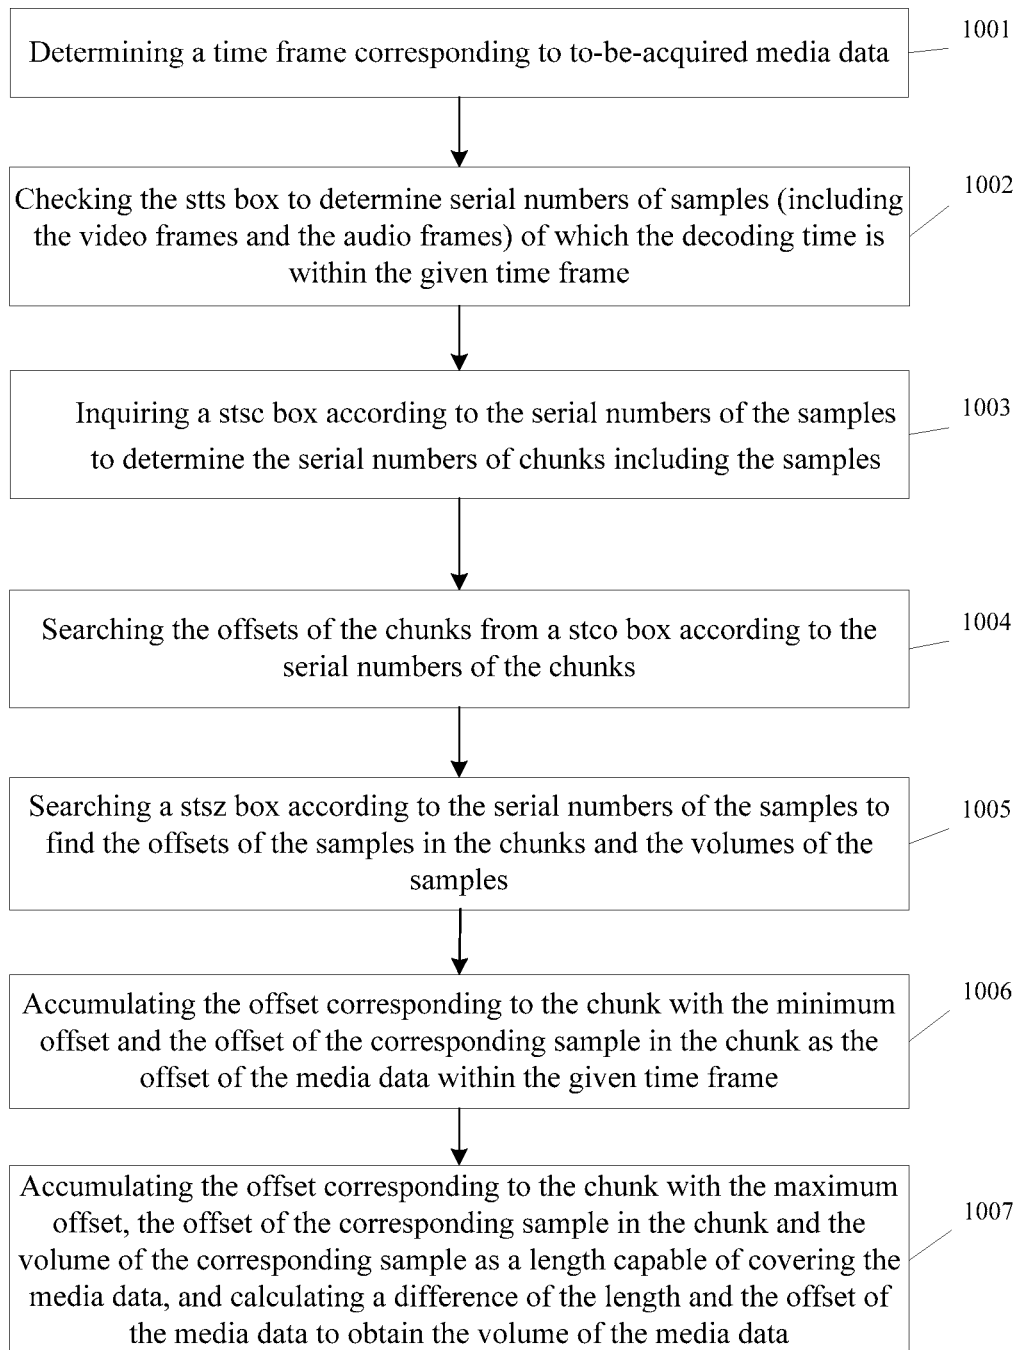 Determining a time frame corresponding to to-be-acquired media data
1001
Checking the stts box to determine serial numbers of samples (including
the video frames and the audio frames) of which the decoding time is
within the given time frame
1002
Inquiring a stsc box according to the serial numbers of the samples
to determine the serial numbers of chunks including the samples
1003
Searching the offsets of the chunks from a stco box according to the
serial numbers of the chunks
1004
Searching a stsz box according to the serial numbers of the samples to
find the offsets of the samples in the chunks and the volumes of the
samples
1005
Accumulating the offset corresponding to the chunk with the minimum
offset and the offset of the corresponding sample in the chunk as the
offset of the media data within the given time frame
1006
Accumulating the offset corresponding to the chunk with the maximum
offset, the offset of the corresponding sample in the chunk and the
volume of the corresponding sample as a length capable of covering the
media data, and calculating a difference of the length and the offset of
the media data to obtain the volume of the media data
1007